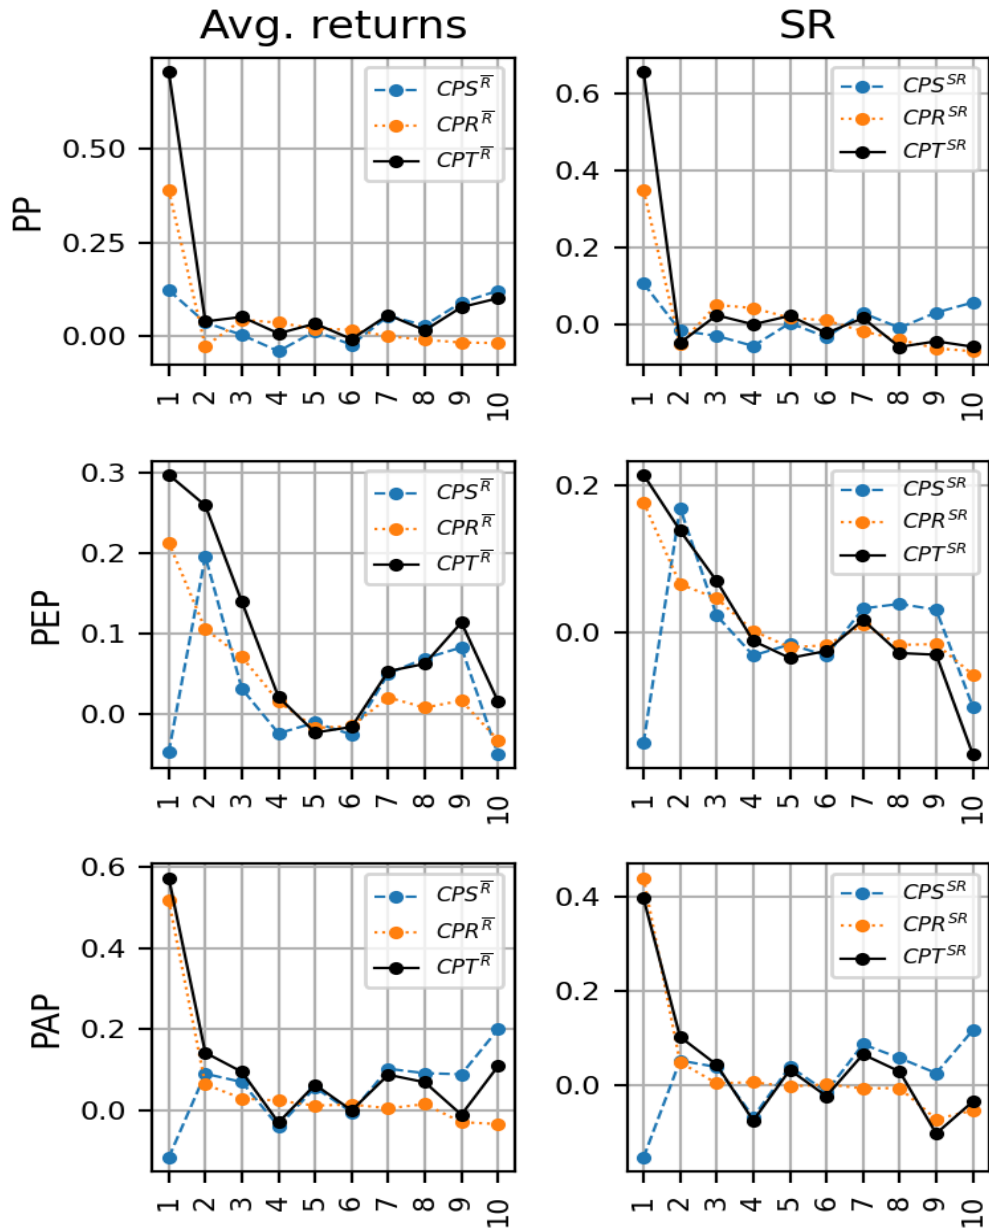 Avg. returns SR
PP
0.50
0.25
0.00
CPS^R̅
CPR^R̅
CPT^R̅
1 2 3 4 5 6 7 8 9 10
0.6
0.4
0.2
0.0
CPS^SR
CPR^SR
CPT^SR
1 2 3 4 5 6 7 8 9 10
PEP
0.3
0.2
0.1
0.0
CPS^R̅
CPR^R̅
CPT^R̅
1 2 3 4 5 6 7 8 9 10
0.2
0.0
CPS^SR
CPR^SR
CPT^SR
1 2 3 4 5 6 7 8 9 10
PAP
0.6
0.4
0.2
0.0
CPS^R̅
CPR^R̅
CPT^R̅
1 2 3 4 5 6 7 8 9 10
0.4
0.2
0.0
CPS^SR
CPR^SR
CPT^SR
1 2 3 4 5 6 7 8 9 10